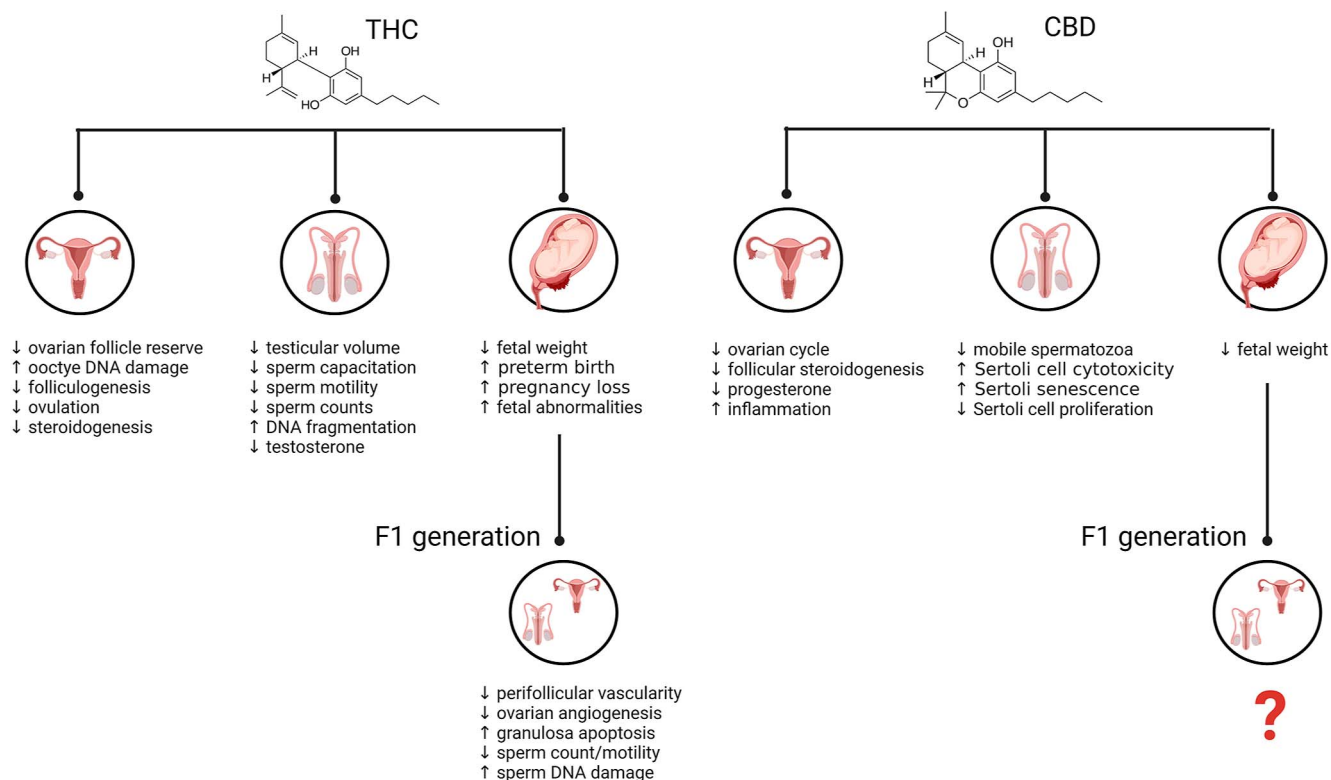 THC
CBD
H
OH
H
HO
H
OH
H
O
↓ ovarian follicle reserve
↑ ooctye DNA damage
↓ folliculogenesis
↓ ovulation
↓ steroidogenesis
↓ testicular volume
↓ sperm capacitation
↓ sperm motility
↓ sperm counts
↑ DNA fragmentation
↓ testosterone
↓ fetal weight
↑ preterm birth
↑ pregnancy loss
↑ fetal abnormalities
↓ ovarian cycle
↓ follicular steroidogenesis
↓ progesterone
↑ inflammation
↓ mobile spermatozoa
↑ Sertoli cell cytotoxicity
↑ Sertoli senescence
↓ Sertoli cell proliferation
↓ fetal weight
F1 generation
F1 generation
↓ perifollicular vascularity
↓ ovarian angiogenesis
↑ granulosa apoptosis
↓ sperm count/motility
↑ sperm DNA damage
?